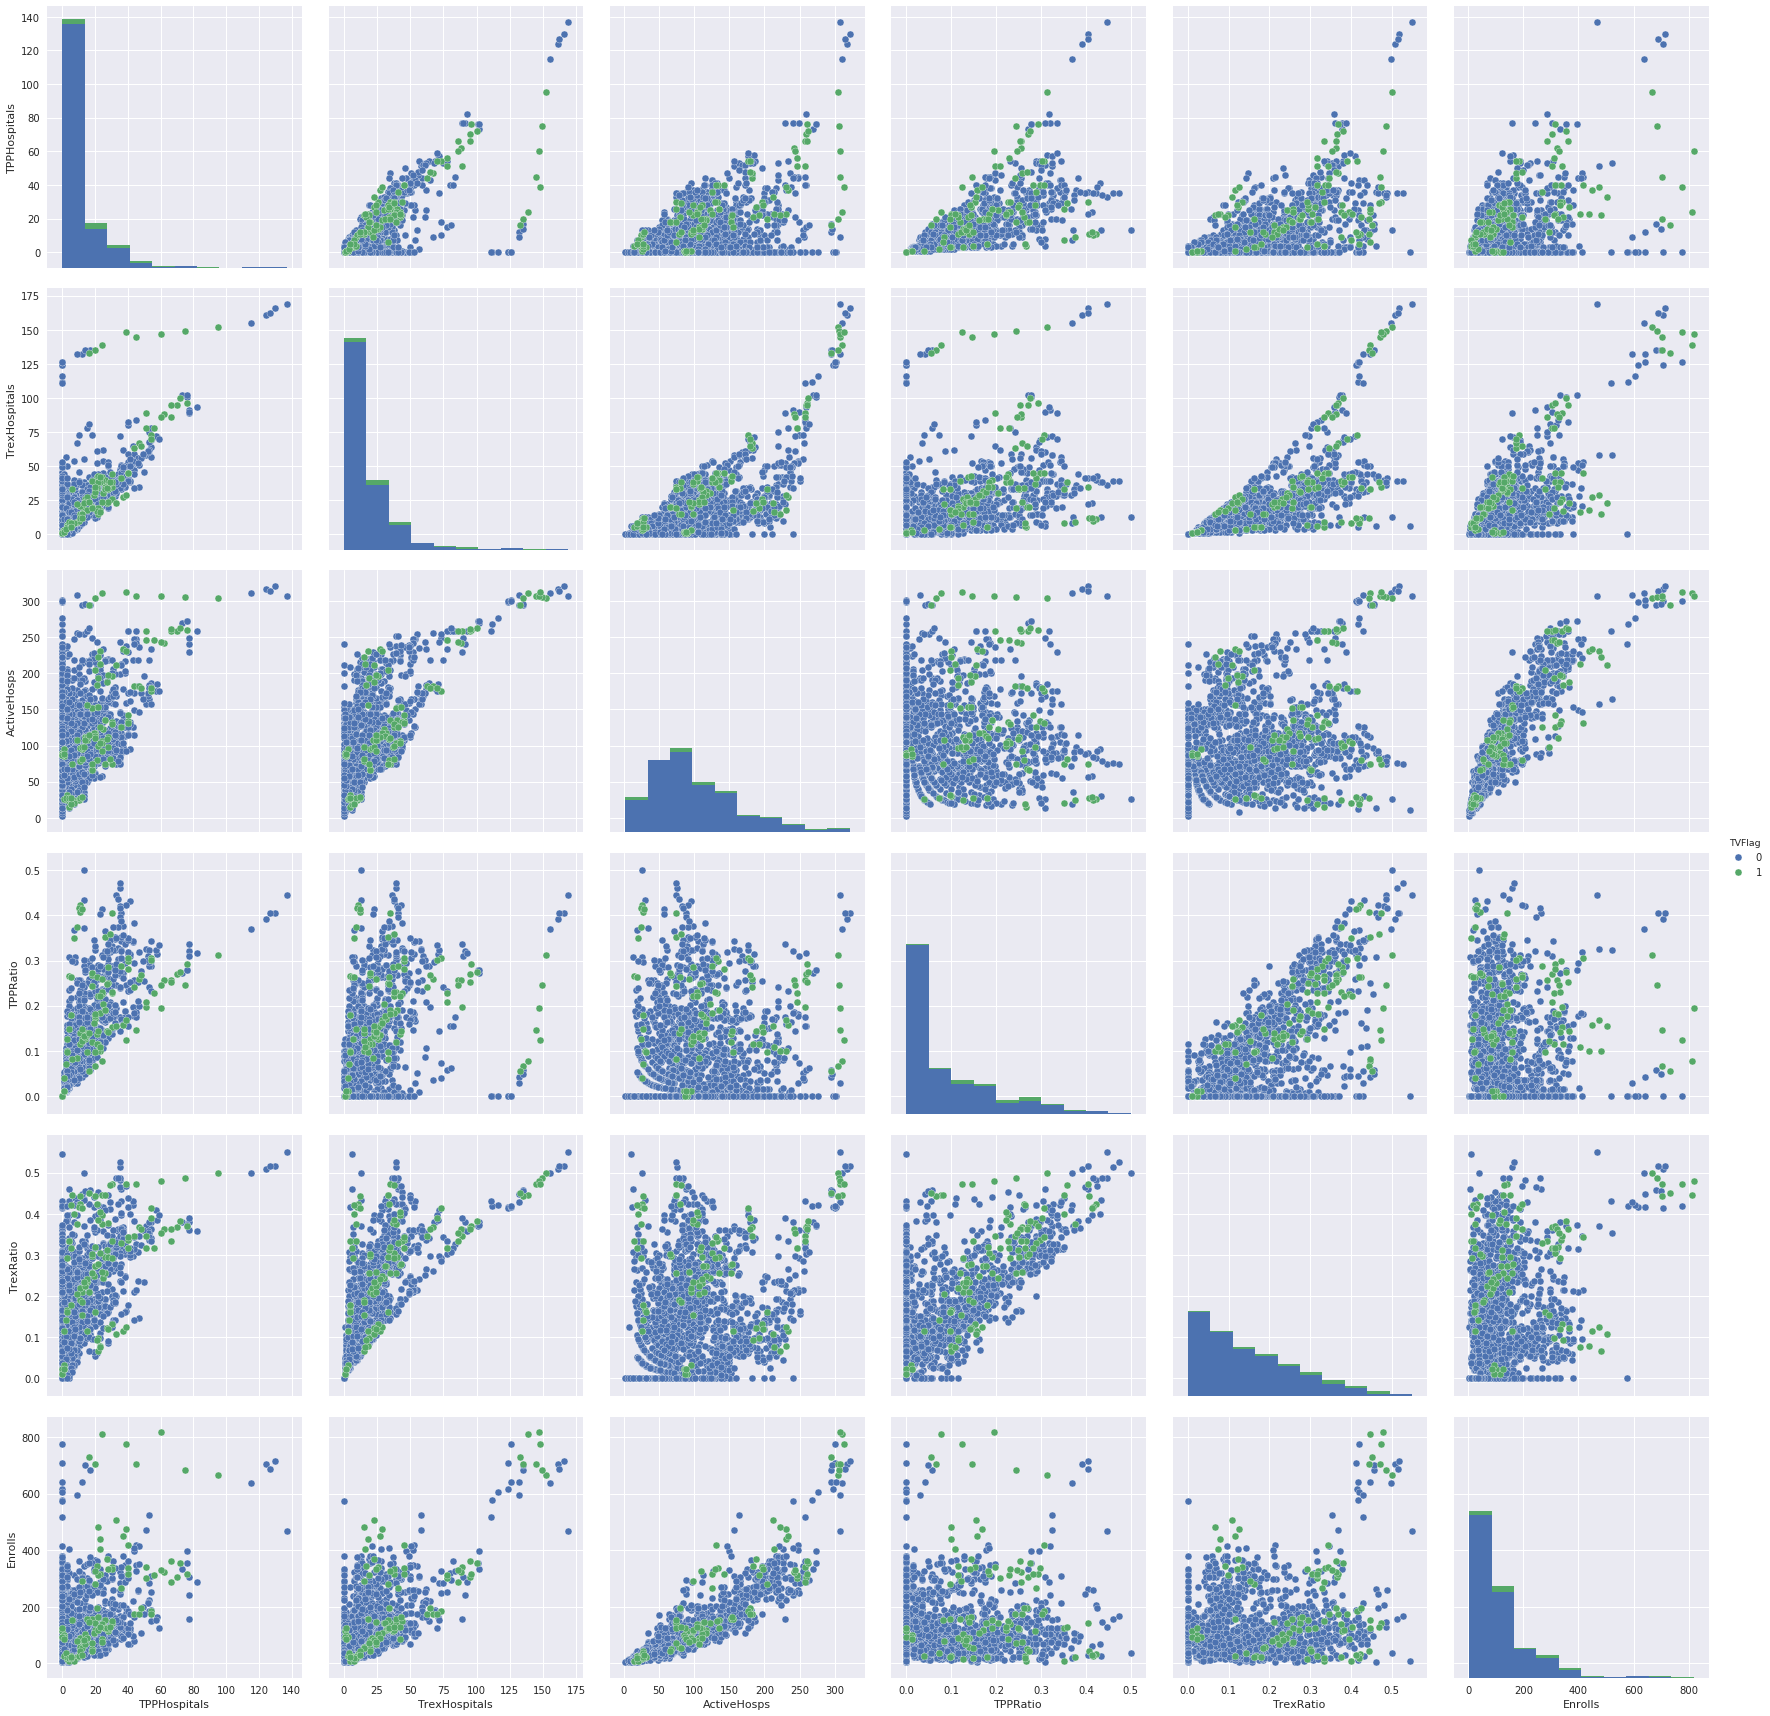 140
120
100
80
60
40
20
0
TPPHospitals
175
150
125
100
75
50
25
0
TrexHospitals
300
250
200
150
100
50
0
ActiveHosps
TVFlag
0
1
0.5
0.4
0.3
0.2
0.1
0.0
TPPRatio
0.5
0.4
0.3
0.2
0.1
0.0
TrexRatio
800
600
400
200
0
Enrolls
0 20 40 60 80 100 120 140
TPPHospitals
0 25 50 75 100 125 150 175
TrexHospitals
0 50 100 150 200 250 300
ActiveHosps
0.0 0.1 0.2 0.3 0.4 0.5
TPPRatio
0.0 0.1 0.2 0.3 0.4 0.5
TrexRatio
0 200 400 600 800
Enrolls